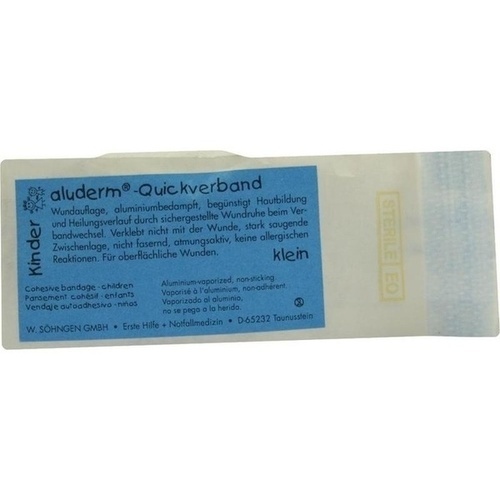 Kinder
aluderm®-Quickverband
Wundauflage, aluminiumbedampft, begünstigt Hautbildung
und Heilungsverlauf durch sichergestellte Wundruhe beim Ver-
bandwechsel. Verklebt nicht mit der Wunde, stark saugende
Zwischenlage, nicht fasernd, atmungsaktiv, keine allergischen
Reaktionen. Für oberflächliche Wunden.
klein
Cohesive bandage - children
Pansement cohésif - enfants
Vendaje autoadhesivo - niños
Aluminium-vaporized, non-sticking.
Vaporisé à l'aluminium, non-adhérent.
Vaporizado al aluminio,
no se pega a la herida.
W. SÖHNGEN GMBH • Erste Hilfe + Notfallmedizin • D-65232 Taunusstein
STERILE EO